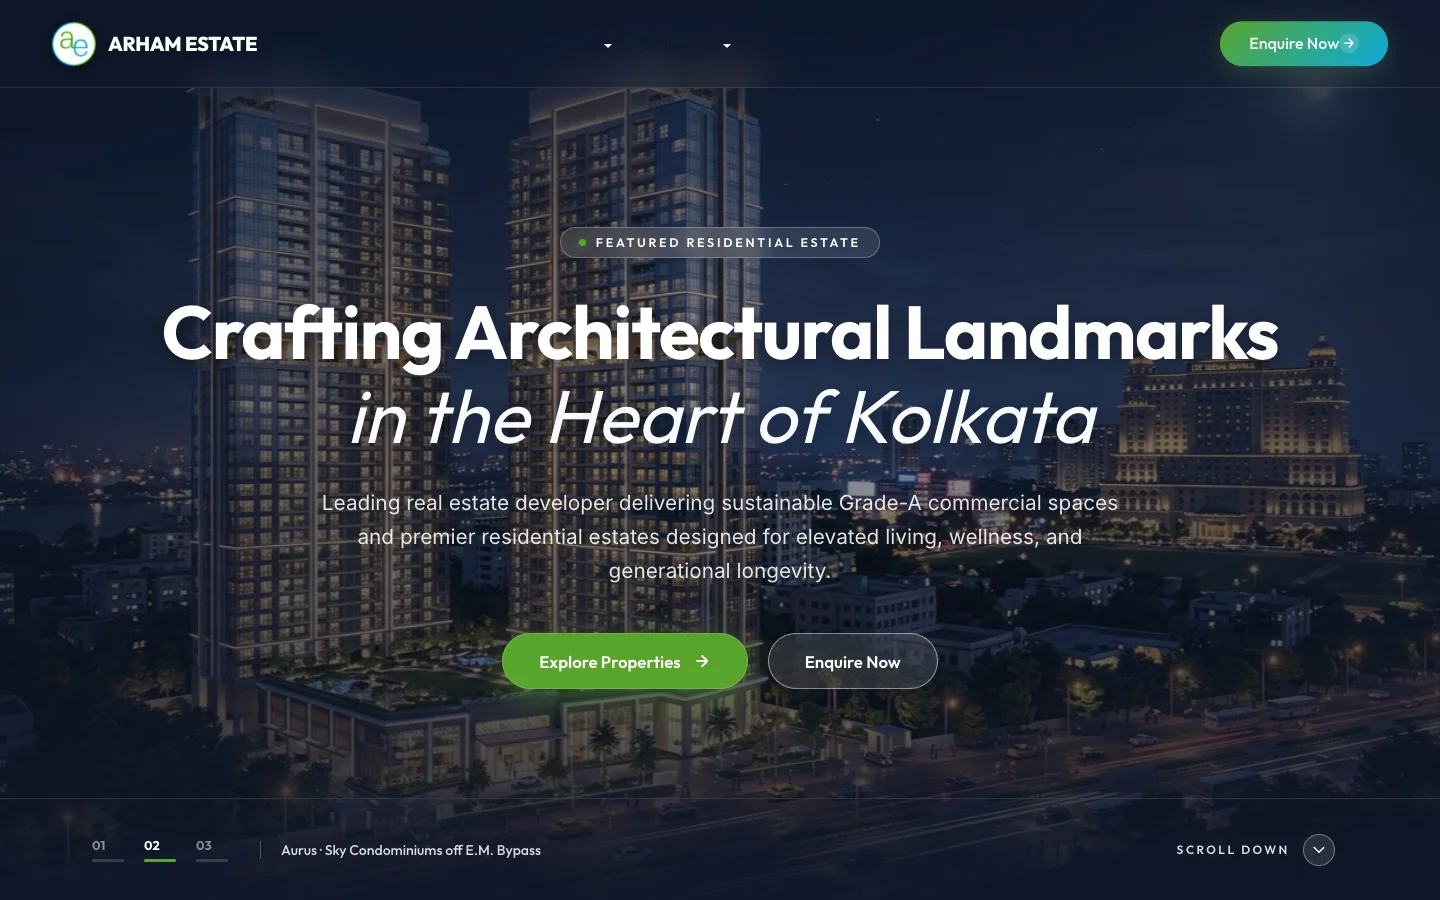 ae ARHAM ESTATE
Enquire Now
FEATURED RESIDENTIAL ESTATE
Crafting Architectural Landmarks
in the Heart of Kolkata
Leading real estate developer delivering sustainable Grade-A commercial spaces
and premier residential estates designed for elevated living, wellness, and
generational longevity.
Explore Properties
Enquire Now
01 02 03
Aurus · Sky Condominiums off E.M. Bypass
SCROLL DOWN